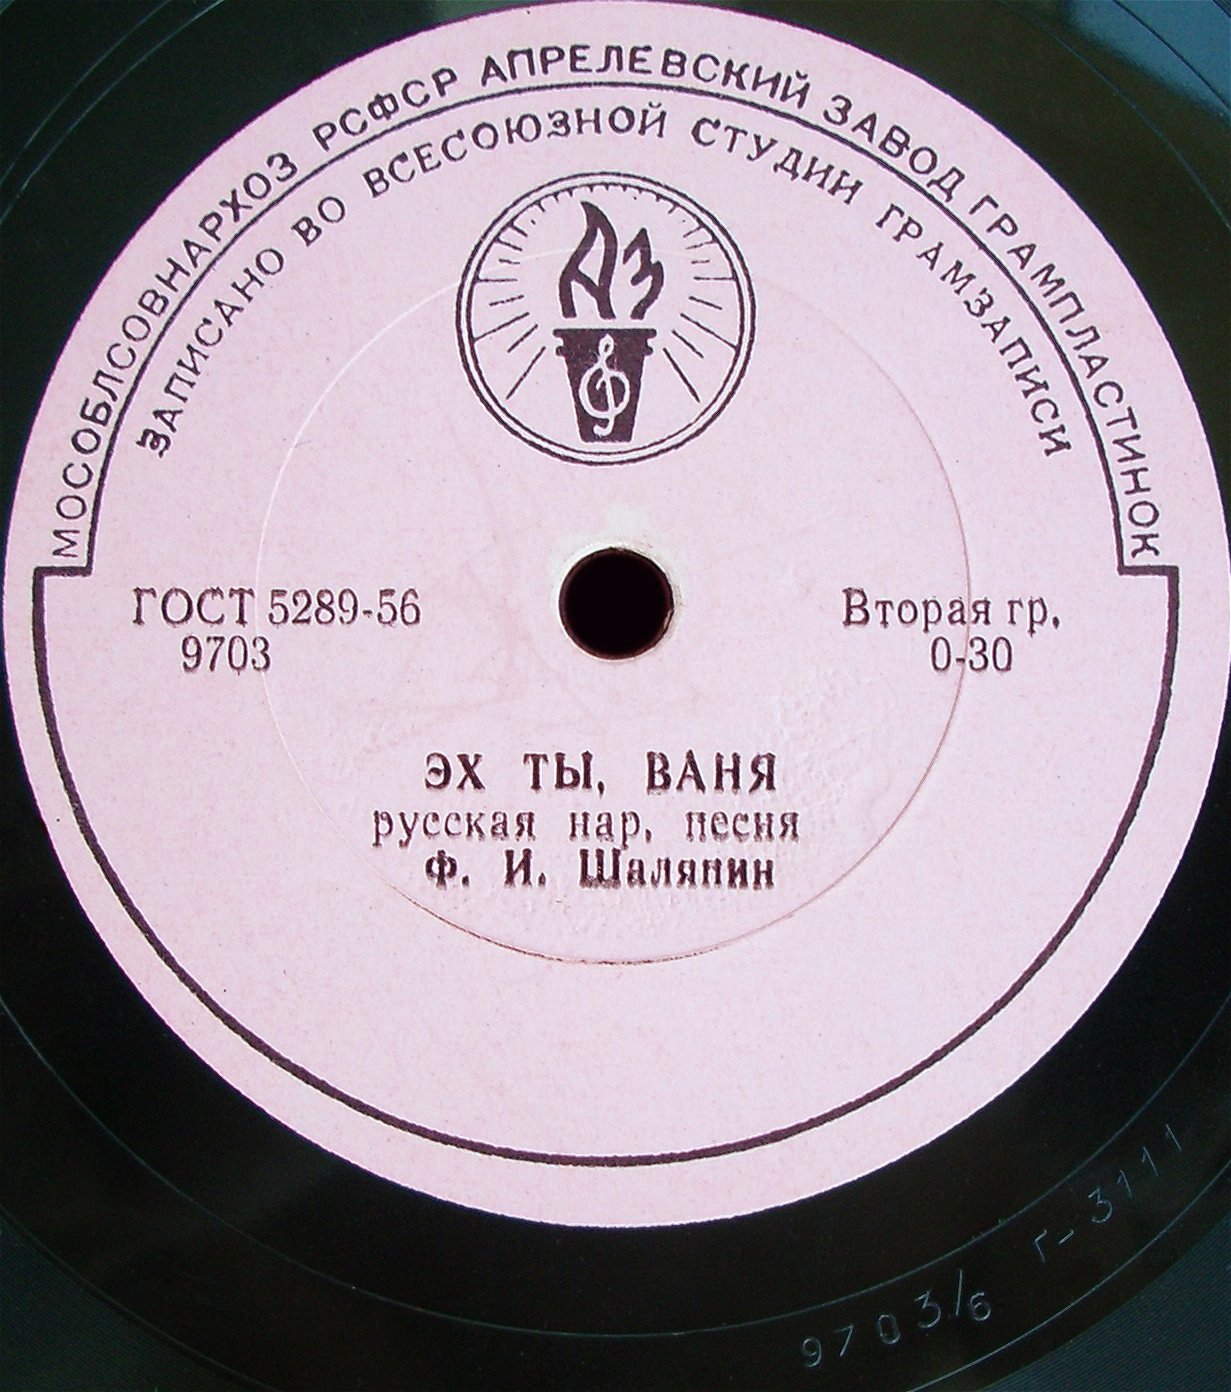 МОСОБЛСОВНАРХОЗ РСФСР АПРЕЛЕВСКИЙ ЗАВОД ГРАМПЛАСТИНОК
ЗАПИСАНО ВО ВСЕСОЮЗНОЙ СТУДИИ ГРАМЗАПИСИ
АЗ
ГОСТ 5289-56
9703
Вторая гр.
0-30
ЭХ ТЫ, ВАНЯ
русская нар. песня
Ф. И. Шаляпин
9703/6 Г-3111